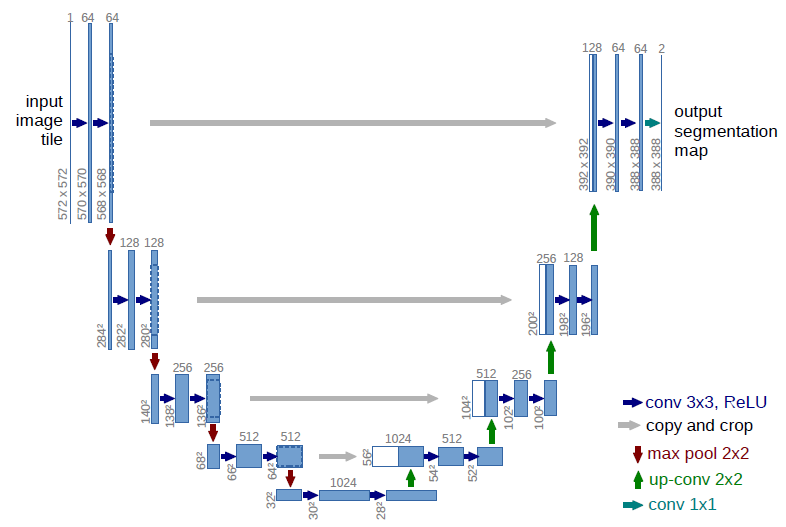 1 64 64
input
image
tile
572 x 572
570 x 570
568 x 568
128 64 64 2
392 x 392
390 x 390
388 x 388
388 x 388
output
segmentation
map
128 128
284²
282²
280²
256 128
200²
198²
196²
256 256
140²
138²
136²
512 256
104²
102²
100²
512 512
68²
66²
64²
1024 512
56²
54²
52²
1024
32²
30²
28²
conv 3x3, ReLU
copy and crop
max pool 2x2
up-conv 2x2
conv 1x1